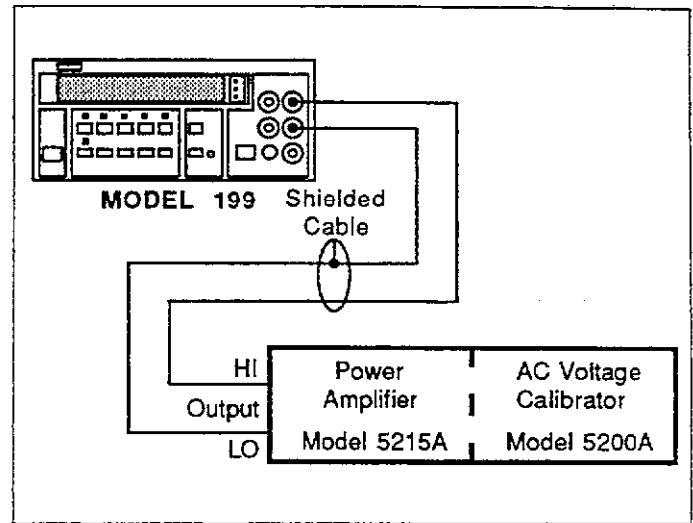 MODEL 199
Shielded
Cable
HI
Output
LO
Power
Amplifier
Model 5215A
AC Voltage
Calibrator
Model 5200A